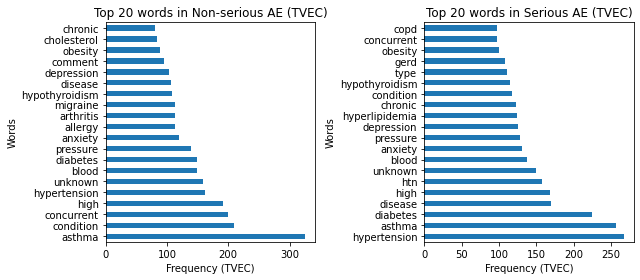 Top 20 words in Non-serious AE (TVEC)
Words
chronic
cholesterol
obesity
comment
depression
disease
hypothyroidism
migraine
arthritis
allergy
anxiety
pressure
diabetes
blood
unknown
hypertension
high
concurrent
condition
asthma
0 100 200 300
Frequency (TVEC)
Top 20 words in Serious AE (TVEC)
Words
copd
concurrent
obesity
gerd
type
hypothyroidism
condition
chronic
hyperlipidemia
depression
pressure
anxiety
blood
unknown
htn
high
disease
diabetes
asthma
hypertension
0 50 100 150 200 250
Frequency (TVEC)